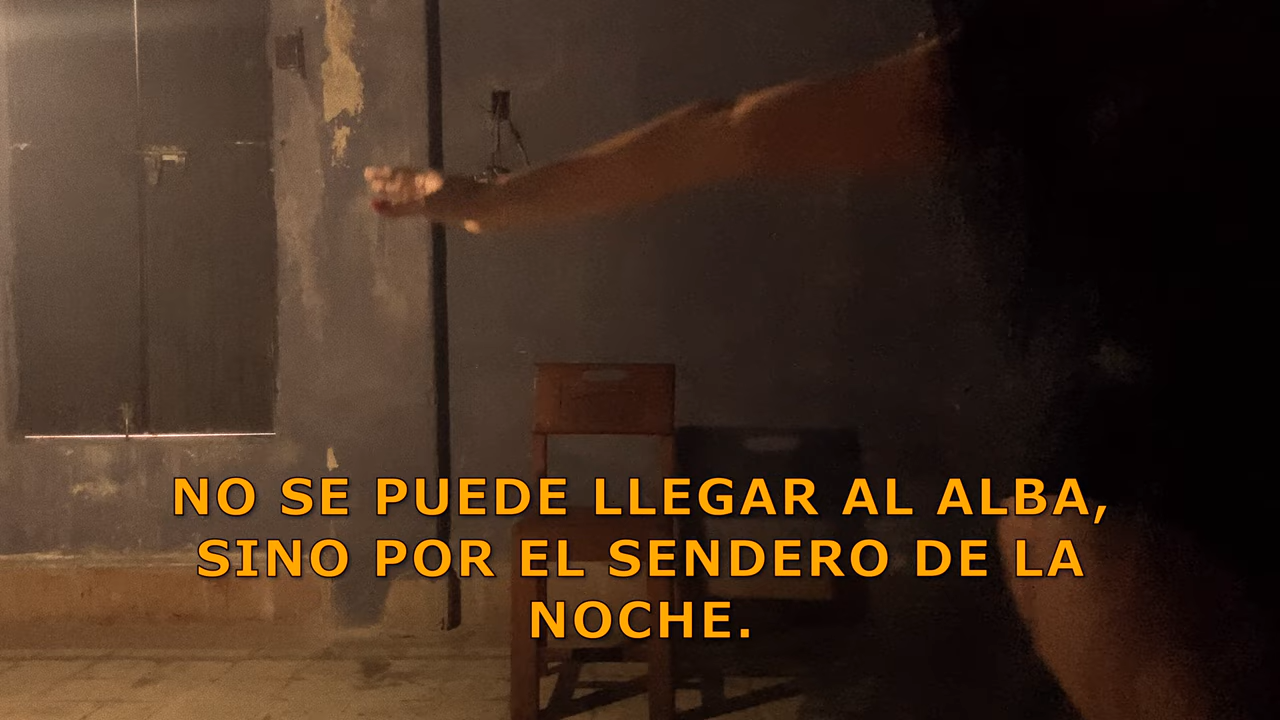 NO SE PUEDE LLEGAR AL ALBA,
SINO POR EL SENDERO DE LA
NOCHE.